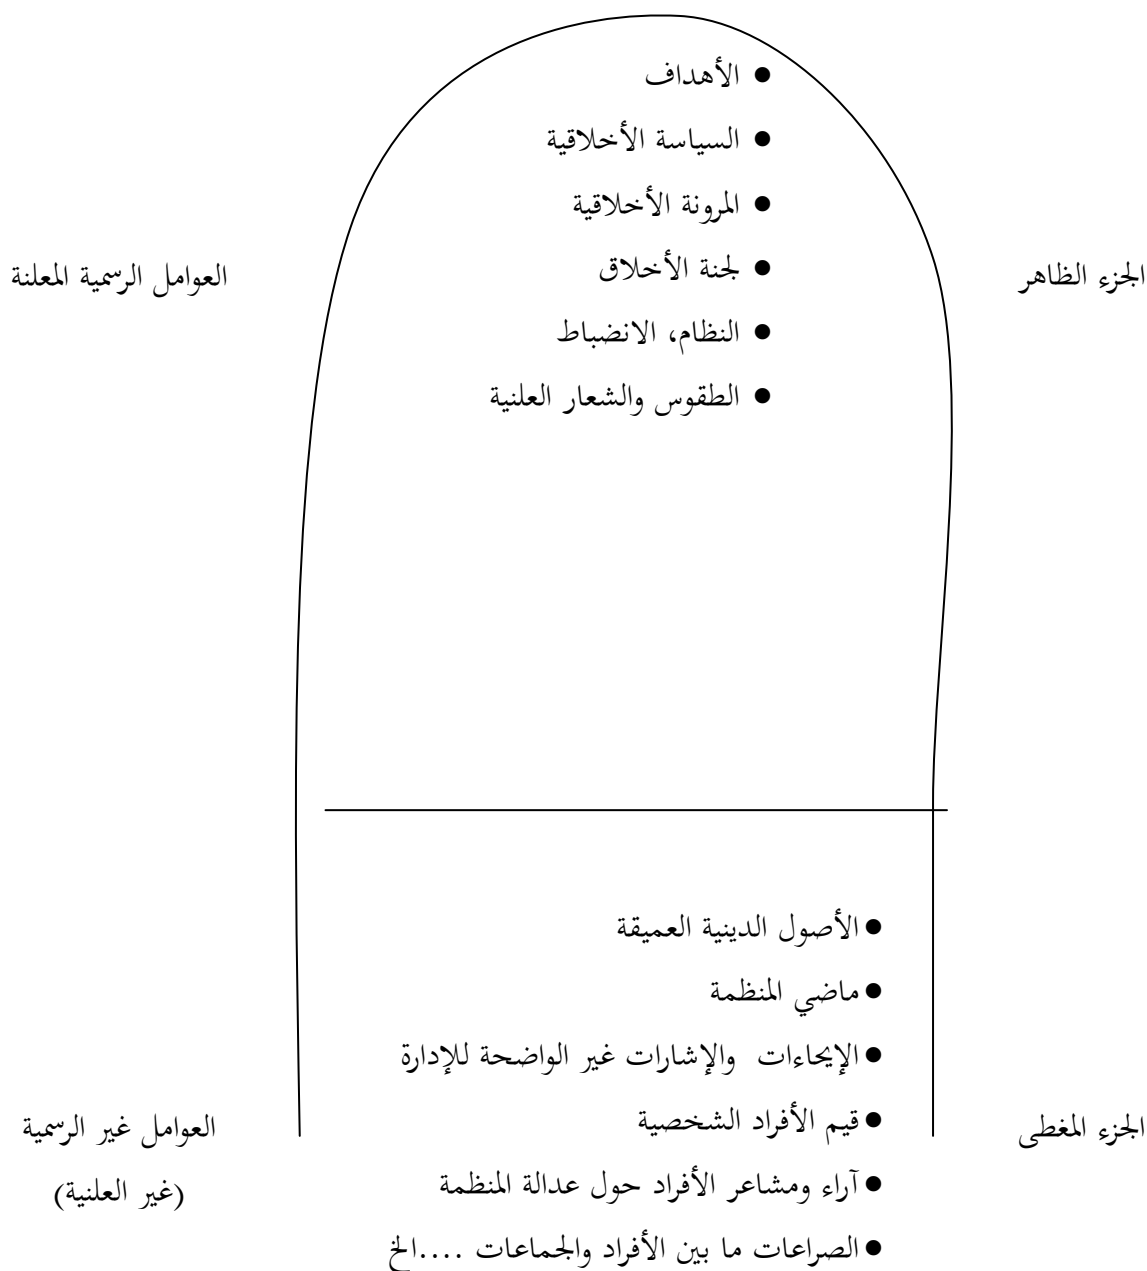 ● الأهداف
● السياسة الأخلاقية
● المرونة الأخلاقية
الجزء الظاهر
● لجنة الأخلاق
العوامل الرسمية المعلنة
● النظام، الانضباط
● الطقوس والشعار العلنية
● الأصول الدينية العميقة
● ماضي المنظمة
● الإيحاءات والإشارات غير الواضحة للإدارة
الجزء المغطى
● قيم الأفراد الشخصية
العوامل غير الرسمية
(غير العلنية)
● آراء ومشاعر الأفراد حول عدالة المنظمة
● الصراعات ما بين الأفراد والجماعات ....الخ